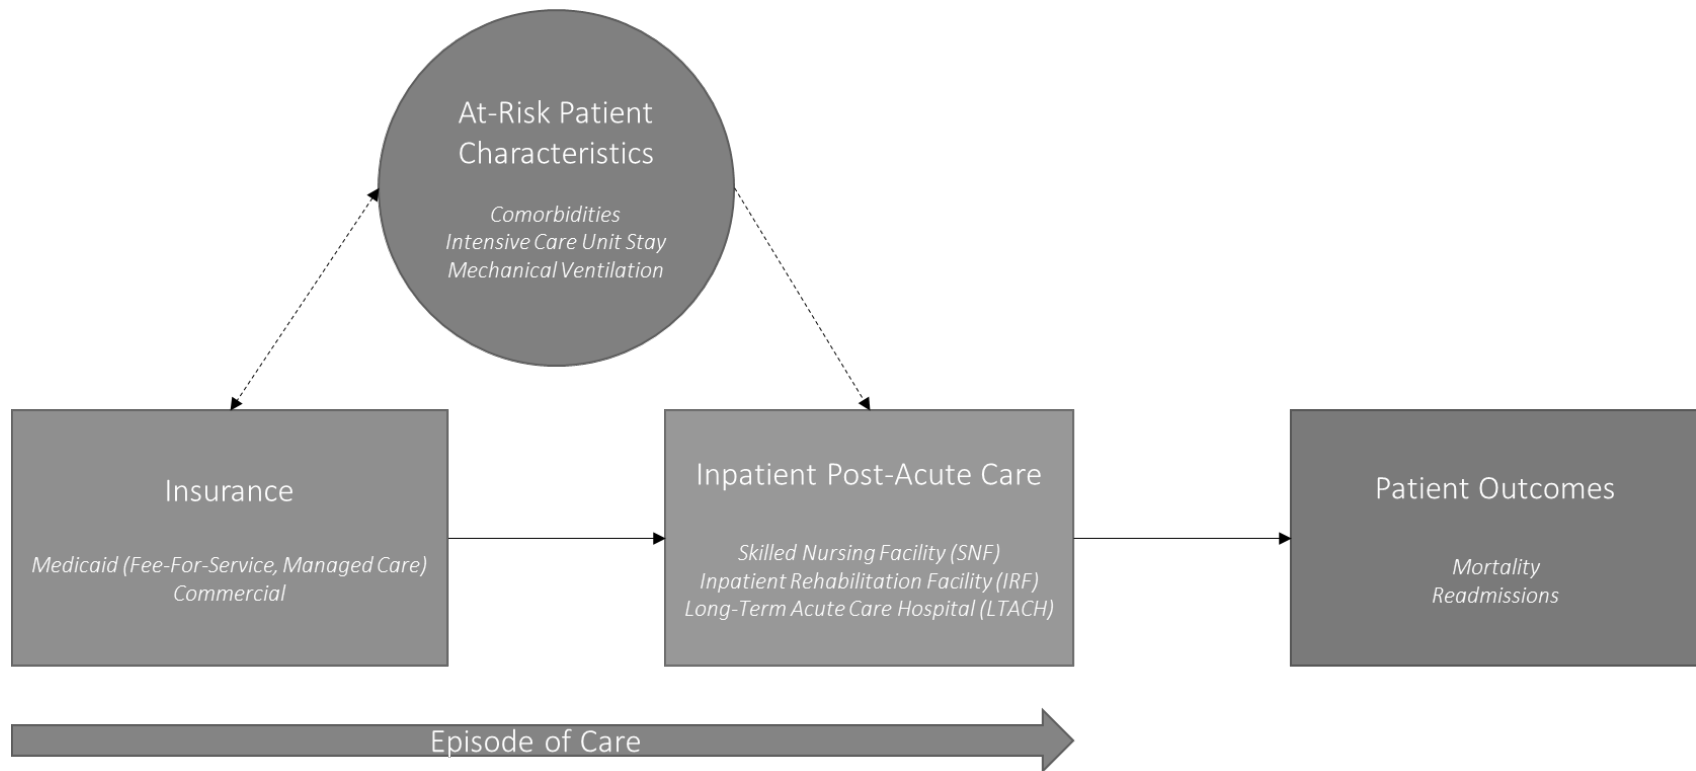 At-Risk Patient
Characteristics
Comorbidities
Intensive Care Unit Stay
Mechanical Ventilation
Insurance
Medicaid (Fee-For-Service, Managed Care)
Commercial
Inpatient Post-Acute Care
Skilled Nursing Facility (SNF)
Inpatient Rehabilitation Facility (IRF)
Long-Term Acute Care Hospital (LTACH)
Patient Outcomes
Mortality
Readmissions
Episode of Care